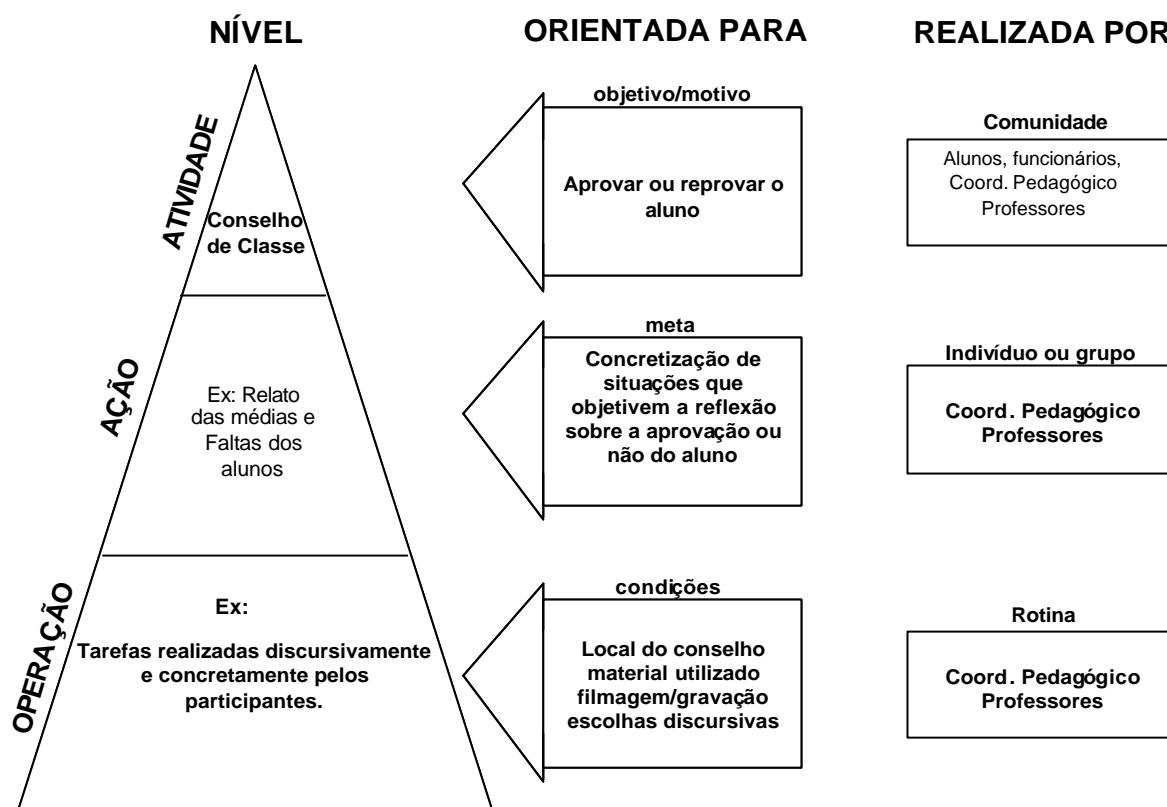 NÍVEL
ORIENTADA PARA
REALIZADA POR
ATIVIDADE
Conselho
de Classe
objetivo/motivo
Aprovar ou reprovar o
aluno
Comunidade
Alunos, funcionários,
Coord. Pedagógico
Professores
AÇÃO
Ex: Relato
das médias e
Faltas dos
alunos
meta
Concretização de
situações que
objetivem a reflexão
sobre a aprovação ou
não do aluno
Indivíduo ou grupo
Coord. Pedagógico
Professores
OPERAÇÃO
Ex:
Tarefas realizadas discursivamente
e concretamente pelos
participantes.
condições
Local do conselho
material utilizado
filmagem/gravação
escolhas discursivas
Rotina
Coord. Pedagógico
Professores